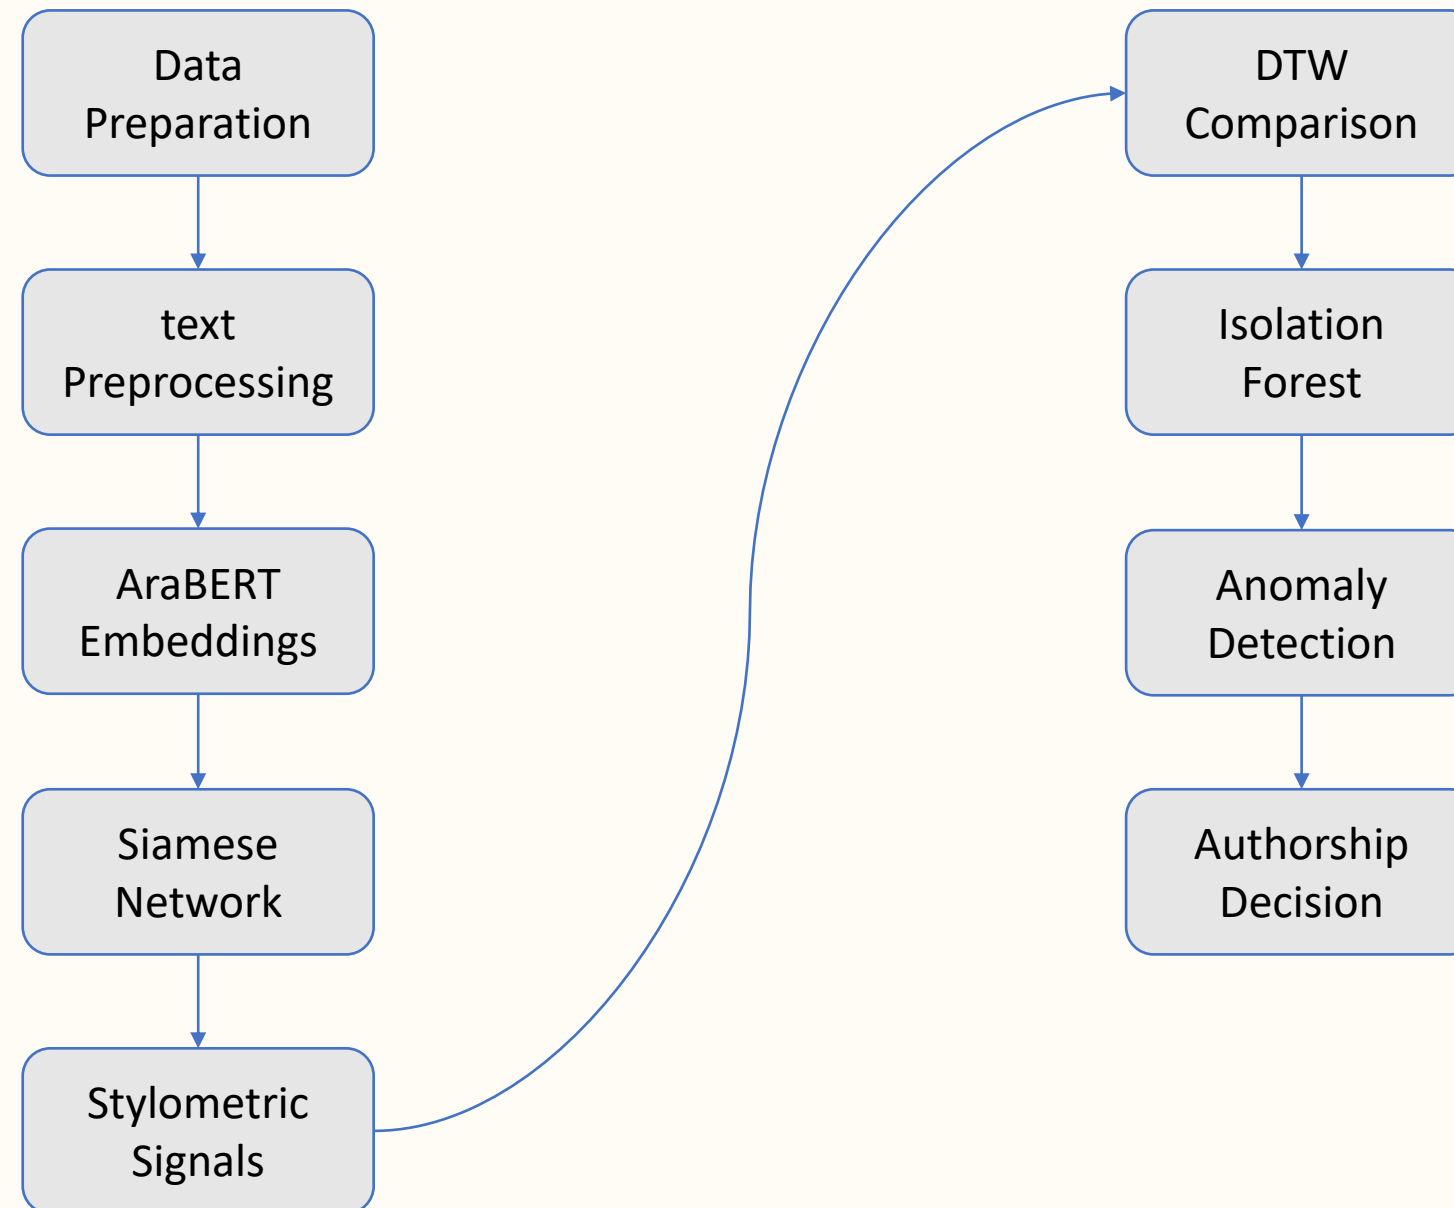 Data
Preparation
text
Preprocessing
AraBERT
Embeddings
Siamese
Network
Stylometric
Signals
DTW
Comparison
Isolation
Forest
Anomaly
Detection
Authorship
Decision